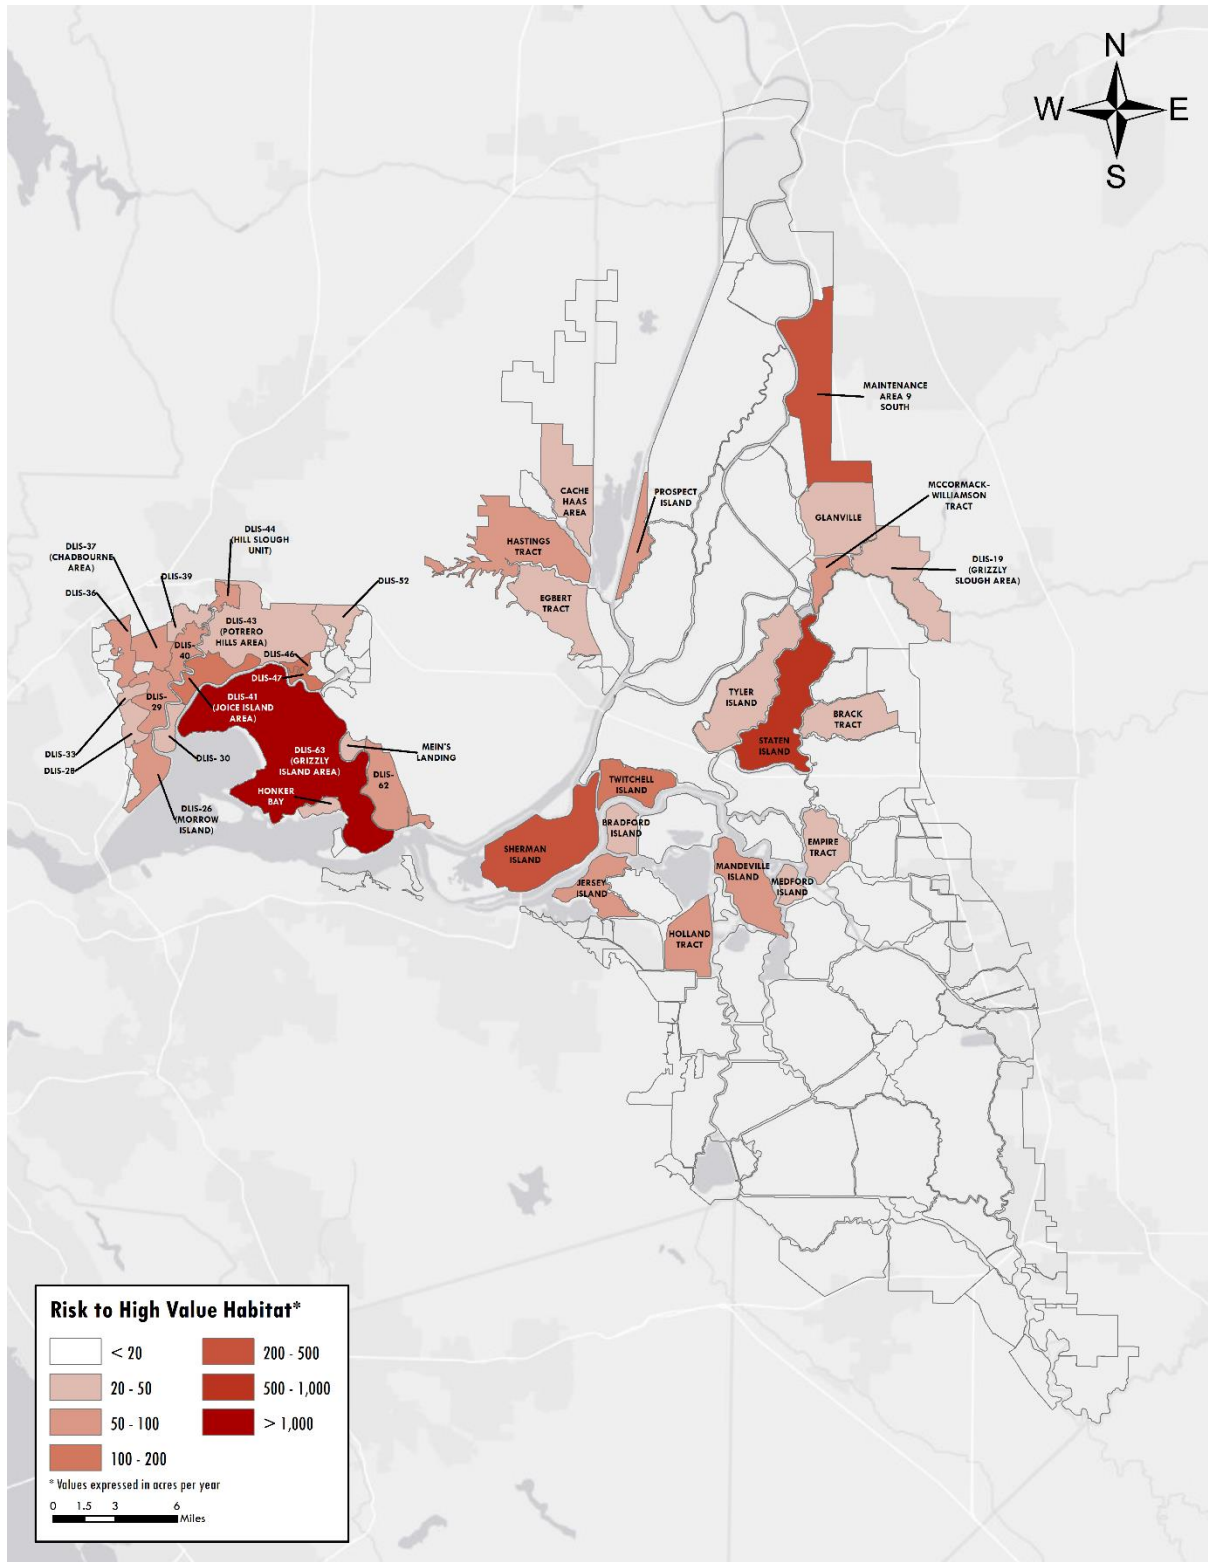 N
W
E
S
MAINTENANCE
AREA 9
SOUTH
MCCORMACK-
WILLIAMSON
TRACT
CACHE
HAAS
AREA
PROSPECT
ISLAND
GLANVILLE
DLIS-19
(GRIZZLY
SLOUGH AREA)
HASTINGS
TRACT
EGBERT
TRACT
DLIS-44
(HILL SLOUGH
UNIT)
DLIS-37
(CHADBOURNE
AREA)
DLIS-39
DLIS-36
DLIS-52
DLIS-43
(POTRERO
HILLS AREA)
DLIS-
40
DLIS-46
DLIS-47
DLIS-41
(JOICE ISLAND
AREA)
DLIS-
29
DLIS-33
DLIS-28
DLIS- 30
DLIS-26
(MORROW
ISLAND)
DLIS-63
(GRIZZLY
ISLAND AREA)
HONKER
BAY
MEIN'S
LANDING
DLIS-
62
TYLER
ISLAND
BRACK
TRACT
STATEN
ISLAND
TWITCHELL
ISLAND
BRADFORD
ISLAND
SHERMAN
ISLAND
JERSEY
ISLAND
EMPIRE
TRACT
MANDEVILLE
ISLAND
MEDFORD
ISLAND
HOLLAND
TRACT
Risk to High Value Habitat*
< 20
20 - 50
50 - 100
100 - 200
200 - 500
500 - 1,000
> 1,000
* Values expressed in acres per year
0 1.5 3 6
Miles